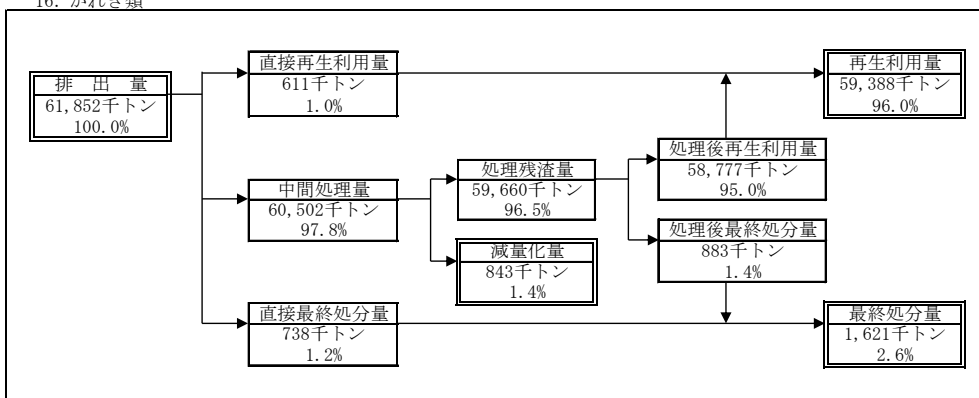 16. がれき類
排 出 量
61,852千トン
100.0%
直接再生利用量
611千トン
1.0%
中間処理量
60,502千トン
97.8%
直接最終処分量
738千トン
1.2%
処理残渣量
59,660千トン
96.5%
減量化量
843千トン
1.4%
処理後再生利用量
58,777千トン
95.0%
処理後最終処分量
883千トン
1.4%
再生利用量
59,388千トン
96.0%
最終処分量
1,621千トン
2.6%